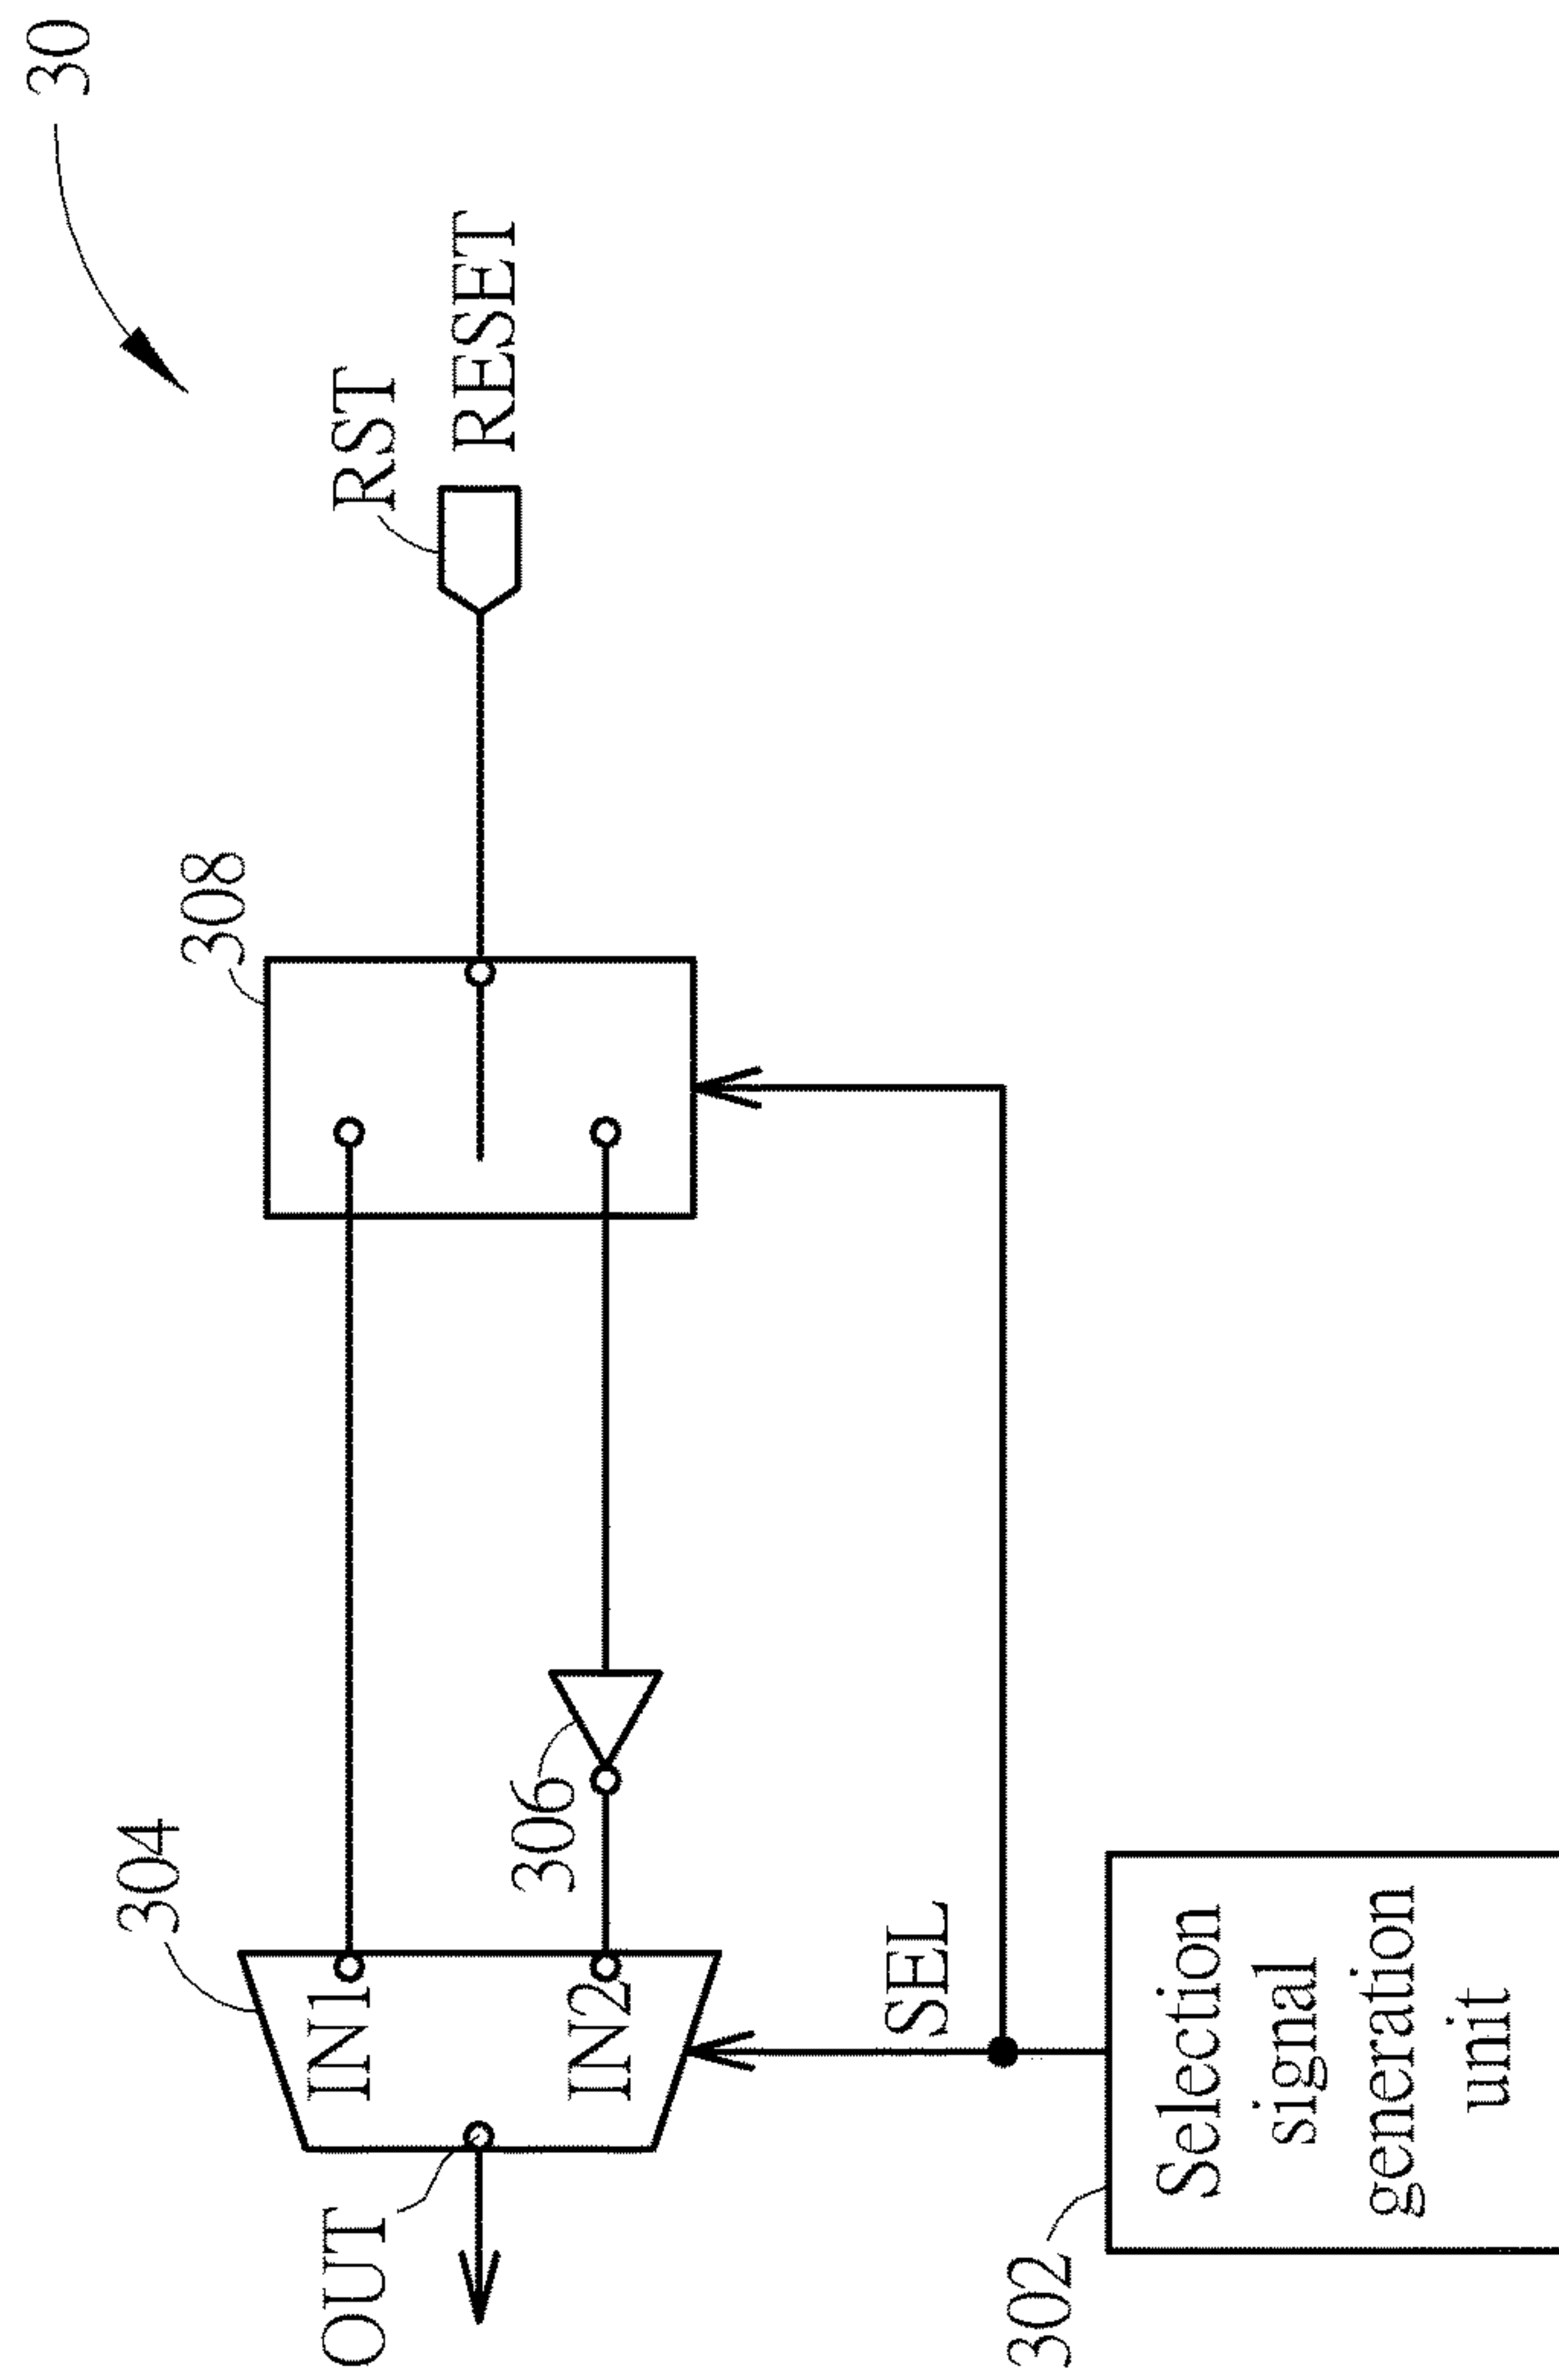 30
RST
RESET
308
304
IN1
306
IN2
OUT
SEL
302
Selection
signal
generation
unit